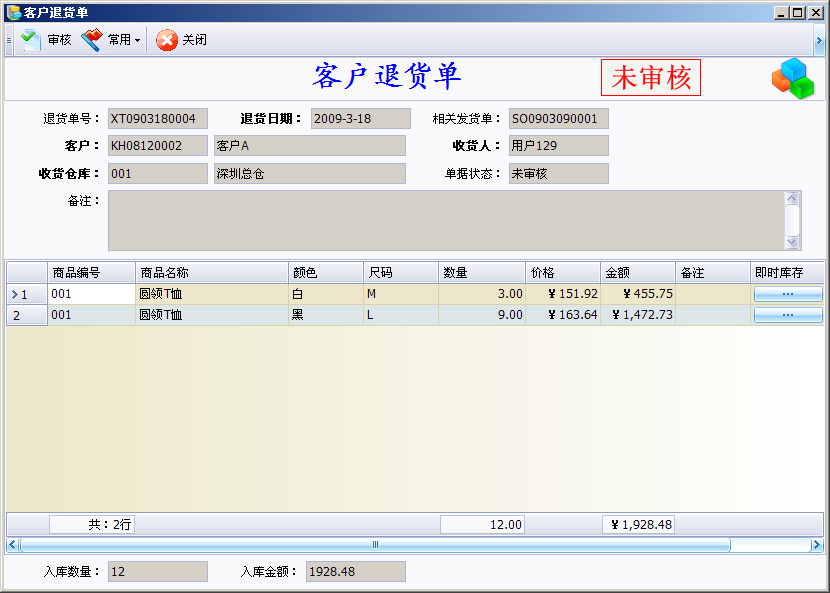 客户退货单
审核 常用 关闭
客户退货单 未审核
退货单号： XT0903180004 退货日期： 2009-3-18 相关发货单： SO0903090001
客户： KH08120002 客户A 收货人： 用户129
收货仓库： 001 深圳总仓 单据状态： 未审核
备注：
商品编号 商品名称 颜色 尺码 数量 价格 金额 备注 即时库存
1 001 圆领T恤 白 M 3.00 ¥ 151.92 ¥ 455.75 ...
2 001 圆领T恤 黑 L 9.00 ¥ 163.64 ¥ 1,472.73 ...
共：2行 12.00 ¥ 1,928.48
入库数量： 12 入库金额： 1928.48